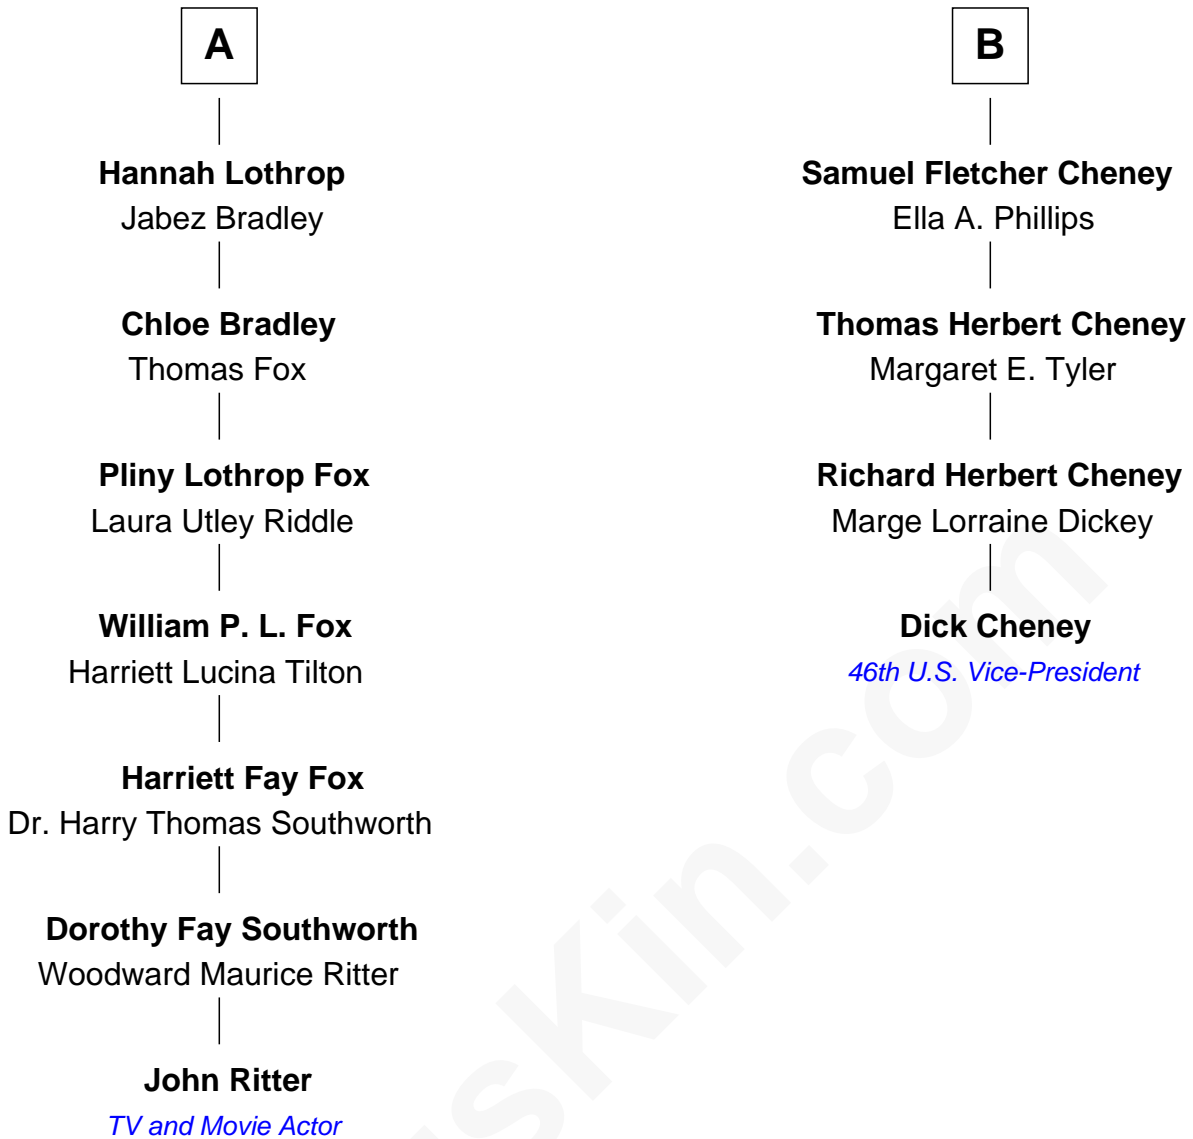 A
Hannah Lothrop
Jabez Bradley
Chloe Bradley
Thomas Fox
Pliny Lothrop Fox
Laura Utley Riddle
William P. L. Fox
Harriett Lucina Tilton
Harriett Fay Fox
Dr. Harry Thomas Southworth
Dorothy Fay Southworth
Woodward Maurice Ritter
John Ritter
TV and Movie Actor
B
Samuel Fletcher Cheney
Ella A. Phillips
Thomas Herbert Cheney
Margaret E. Tyler
Richard Herbert Cheney
Marge Lorraine Dickey
Dick Cheney
46th U.S. Vice-President
sKin.com